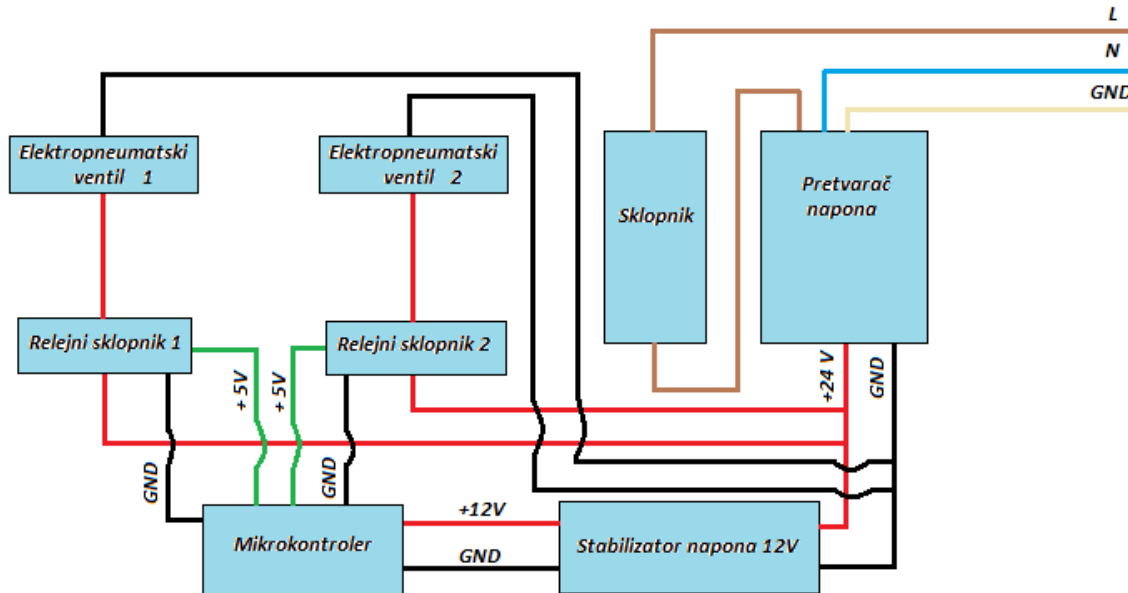 L
N
GND
Elektropneumatski
ventil 1
Elektropneumatski
ventil 2
Sklopnik
Pretvarač
napona
Relejni sklopnik 1
Relejni sklopnik 2
+ 5V
+ 5V
+24 V
GND
GND
GND
Mikrokontroler
+12V
GND
Stabilizator napona 12V